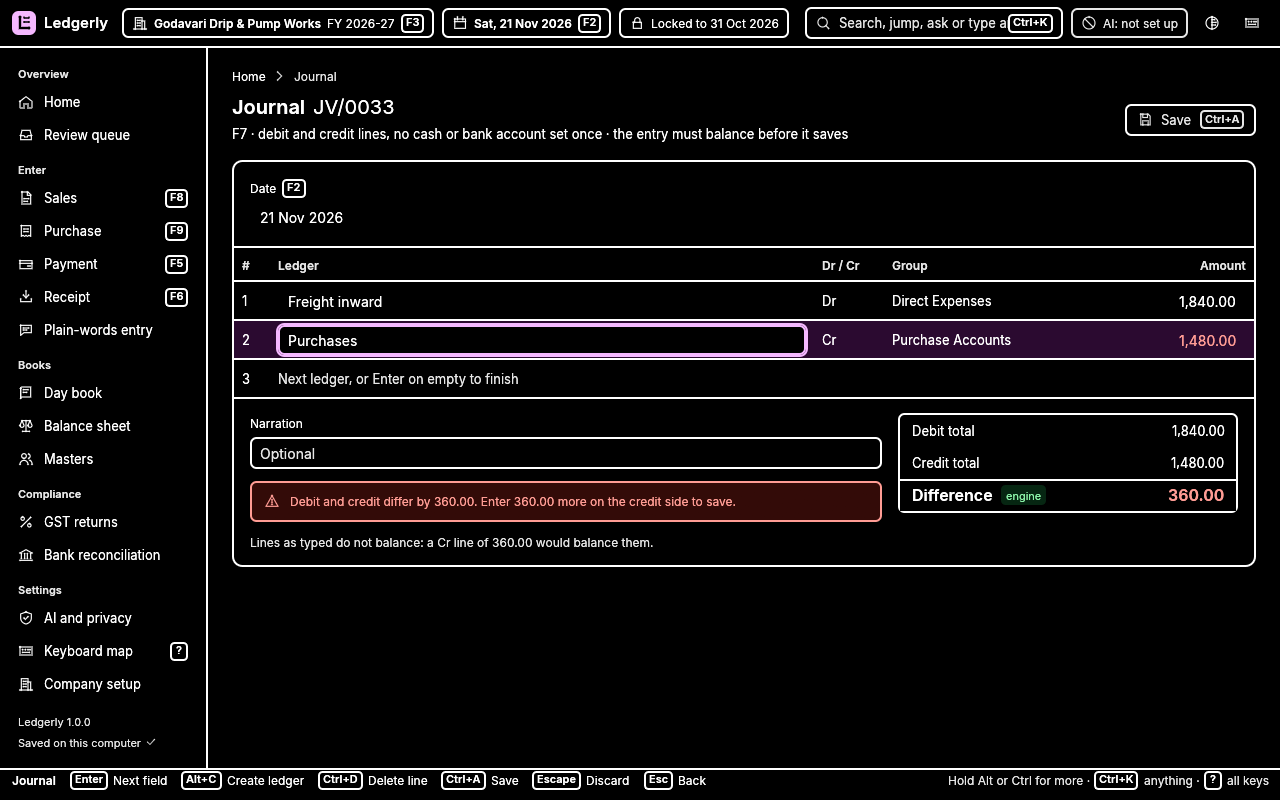 Ledgerly
Godavari Drip & Pump Works FY 2026-27 F3
Sat, 21 Nov 2026 F2
Locked to 31 Oct 2026
Search, jump, ask or type a Ctrl+K
AI: not set up
Overview
Home
Review queue
Enter
Sales F8
Purchase F9
Payment F5
Receipt F6
Plain-words entry
Books
Day book
Balance sheet
Masters
Compliance
GST returns
Bank reconciliation
Settings
AI and privacy
Keyboard map ?
Company setup
Ledgerly 1.0.0
Saved on this computer
Home Journal
Journal JV/0033
F7 · debit and credit lines, no cash or bank account set once · the entry must balance before it saves
Save Ctrl+A
Date F2
21 Nov 2026
# Ledger Dr / Cr Group Amount
1 Freight inward Dr Direct Expenses 1,840.00
2 Purchases Cr Purchase Accounts 1,480.00
3 Next ledger, or Enter on empty to finish
Narration
Optional
Debit and credit differ by 360.00. Enter 360.00 more on the credit side to save.
Lines as typed do not balance: a Cr line of 360.00 would balance them.
Debit total 1,840.00
Credit total 1,480.00
Difference engine 360.00
Journal Enter Next field Alt+C Create ledger Ctrl+D Delete line Ctrl+A Save Escape Discard Esc Back
Hold Alt or Ctrl for more · Ctrl+K anything · ? all keys